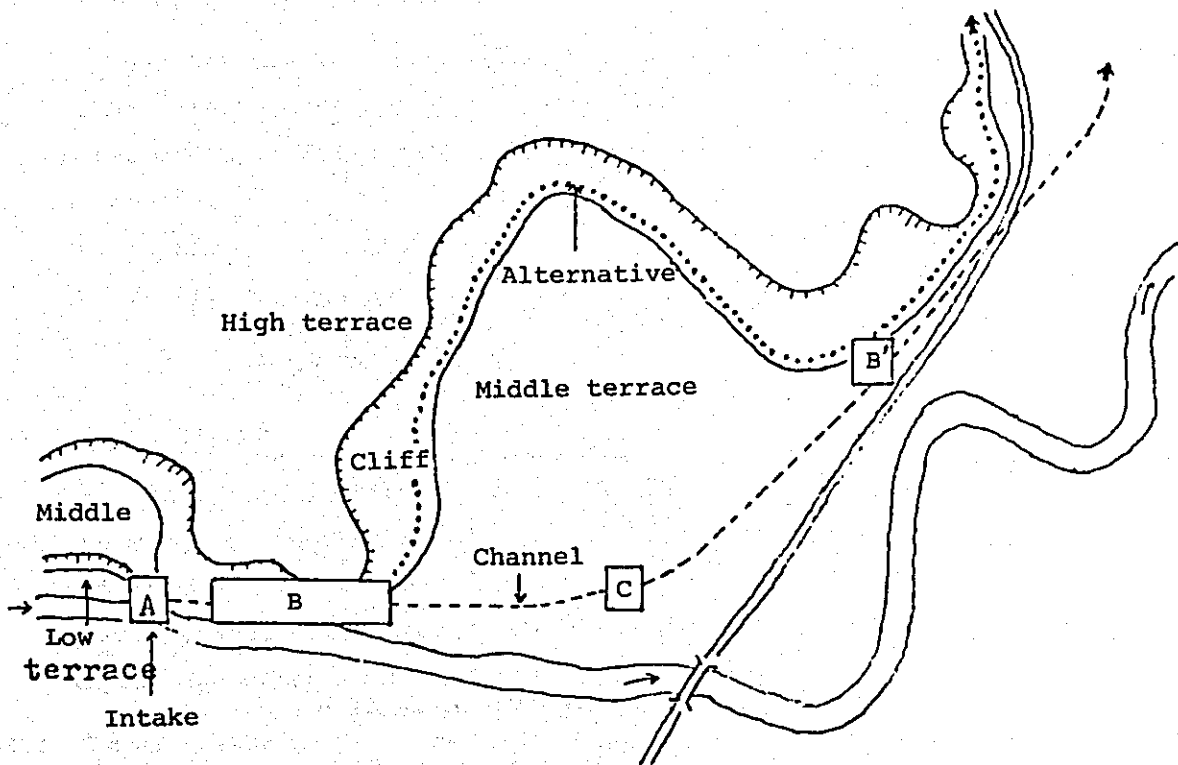 Alternative
High terrace
Middle terrace
B'
Cliff
Middle
Channel
A
B
C
Low
terrace
Intake